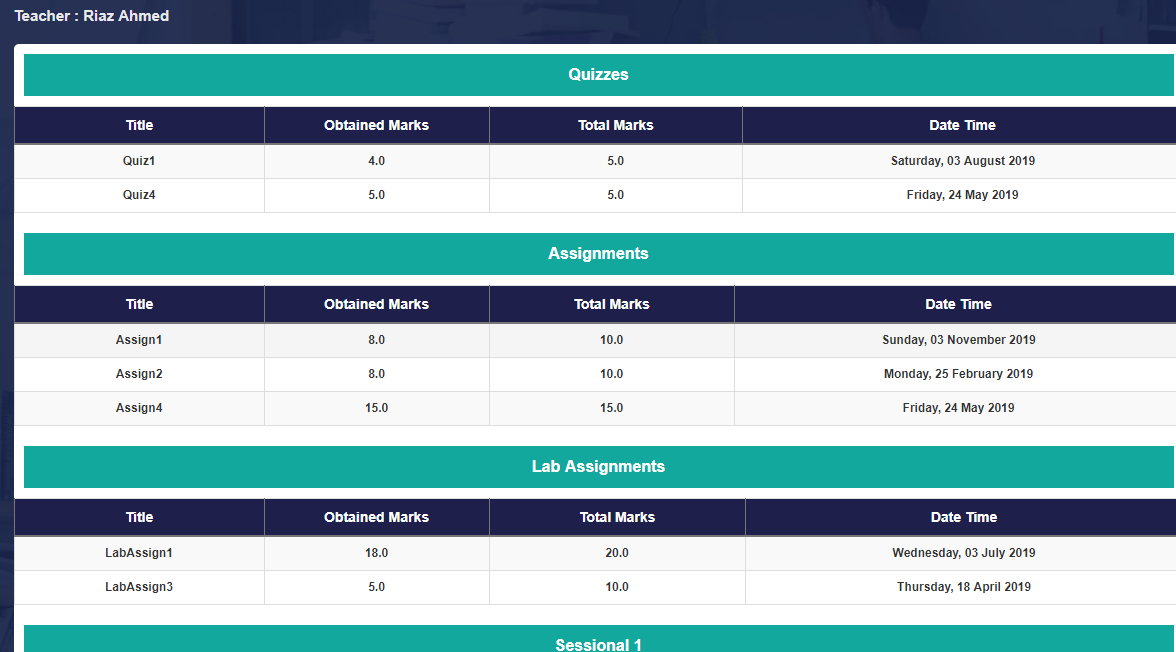 Teacher : Riaz Ahmed
Quizzes
Title Obtained Marks Total Marks Date Time
Quiz1 4.0 5.0 Saturday, 03 August 2019
Quiz4 5.0 5.0 Friday, 24 May 2019
Assignments
Title Obtained Marks Total Marks Date Time
Assign1 8.0 10.0 Sunday, 03 November 2019
Assign2 8.0 10.0 Monday, 25 February 2019
Assign4 15.0 15.0 Friday, 24 May 2019
Lab Assignments
Title Obtained Marks Total Marks Date Time
LabAssign1 18.0 20.0 Wednesday, 03 July 2019
LabAssign3 5.0 10.0 Thursday, 18 April 2019
Sessional 1